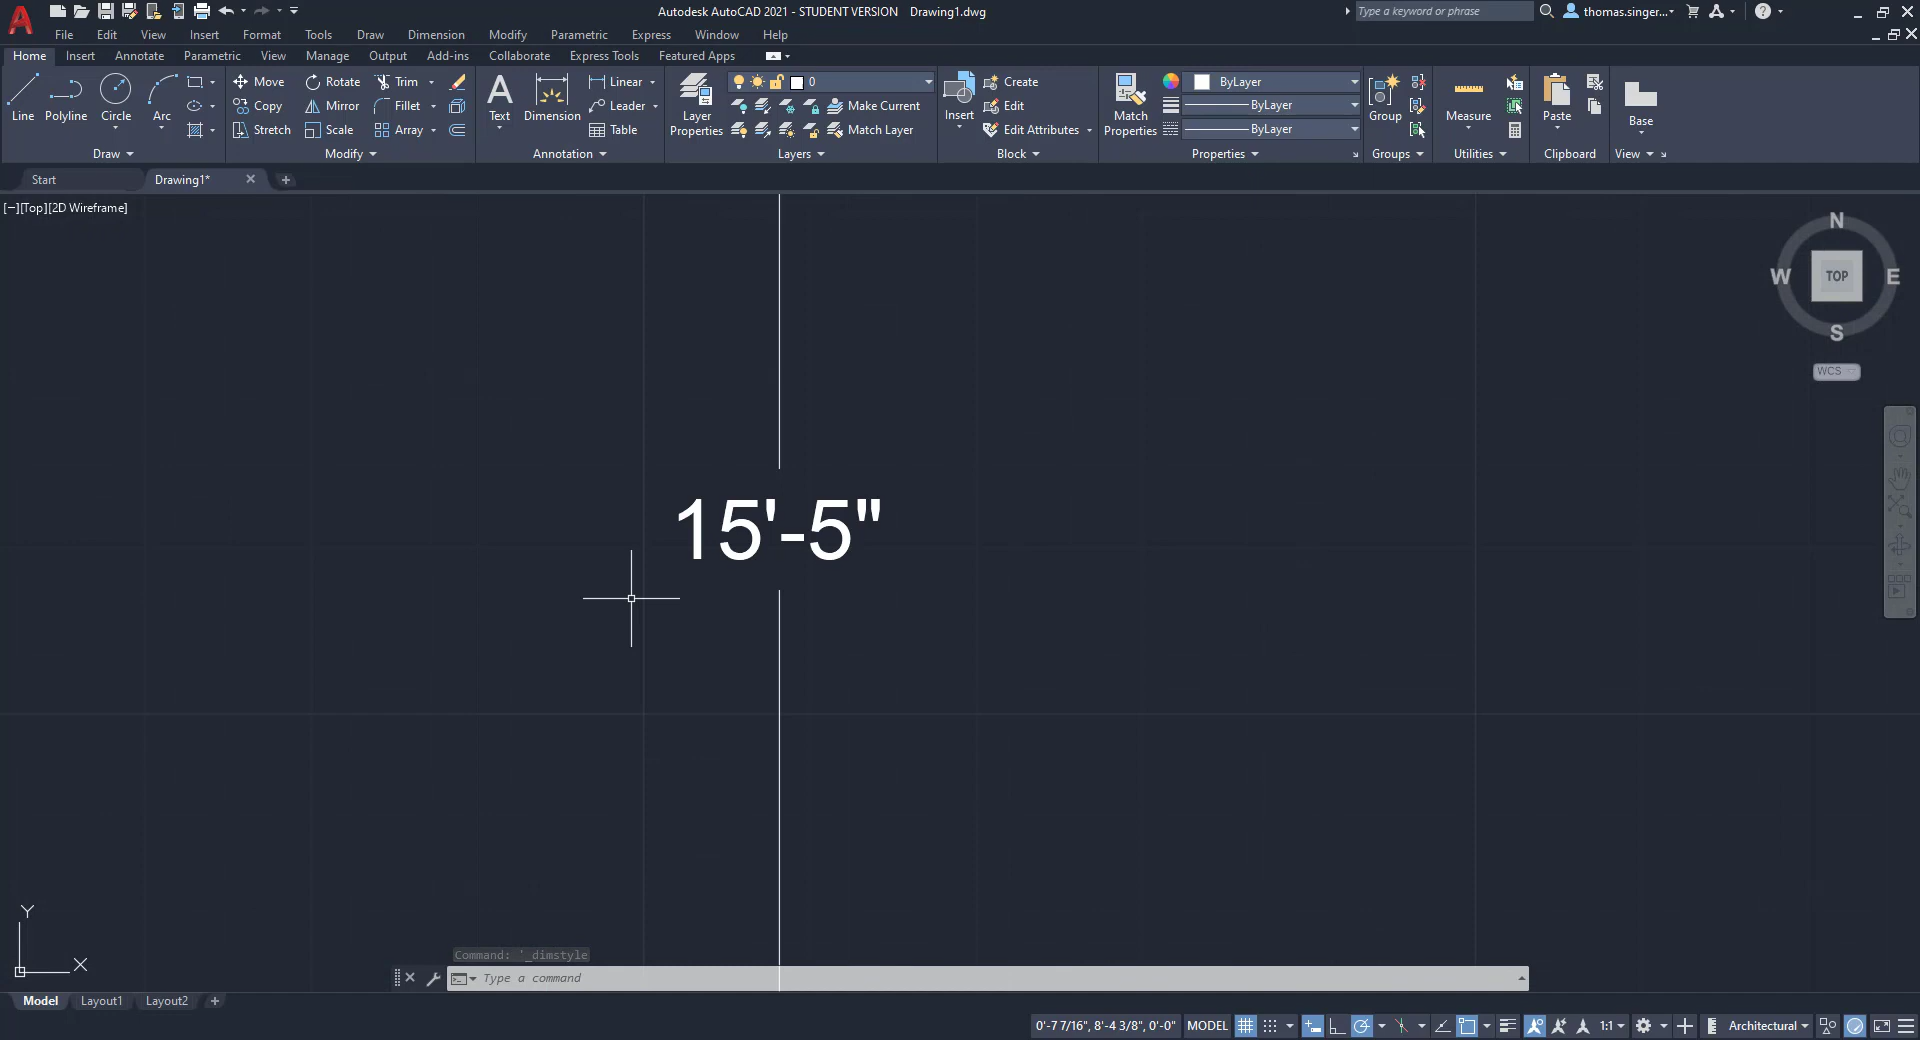 Autodesk AutoCAD 2021 - STUDENT VERSION Drawing1.dwg
Type a keyword or phrase
thomas.singer...
File Edit View Insert Format Tools Draw Dimension Modify Parametric Express Window Help
Home Insert Annotate Parametric View Manage Output Add-ins Collaborate Express Tools Featured Apps
Line Polyline Circle Arc
Move Rotate Trim
Copy Mirror Fillet
Stretch Scale Array
Text Dimension
Linear
Leader
Table
Layer Properties
0
Make Current
Match Layer
Insert
Create
Edit
Edit Attributes
Match Properties
ByLayer
ByLayer
ByLayer
Group
Measure
Paste
Base
Draw Modify Annotation Layers Block Properties Groups Utilities Clipboard View
Start Drawing1*
[−][Top][2D Wireframe]
N
W TOP E
S
WCS
15'-5"
Y
X
Command: '_dimstyle
Type a command
Model Layout1 Layout2
0'-7 7/16", 8'-4 3/8", 0'-0" MODEL 1:1 Architectural